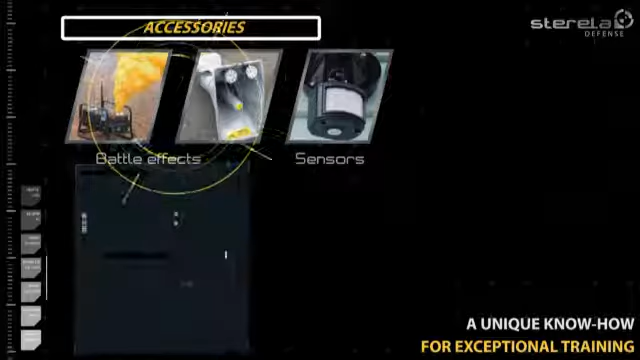 ACCESSORIES
sterela
DEFENSE
Battle effects
Sensors
A UNIQUE KNOW-HOW
FOR EXCEPTIONAL TRAINING